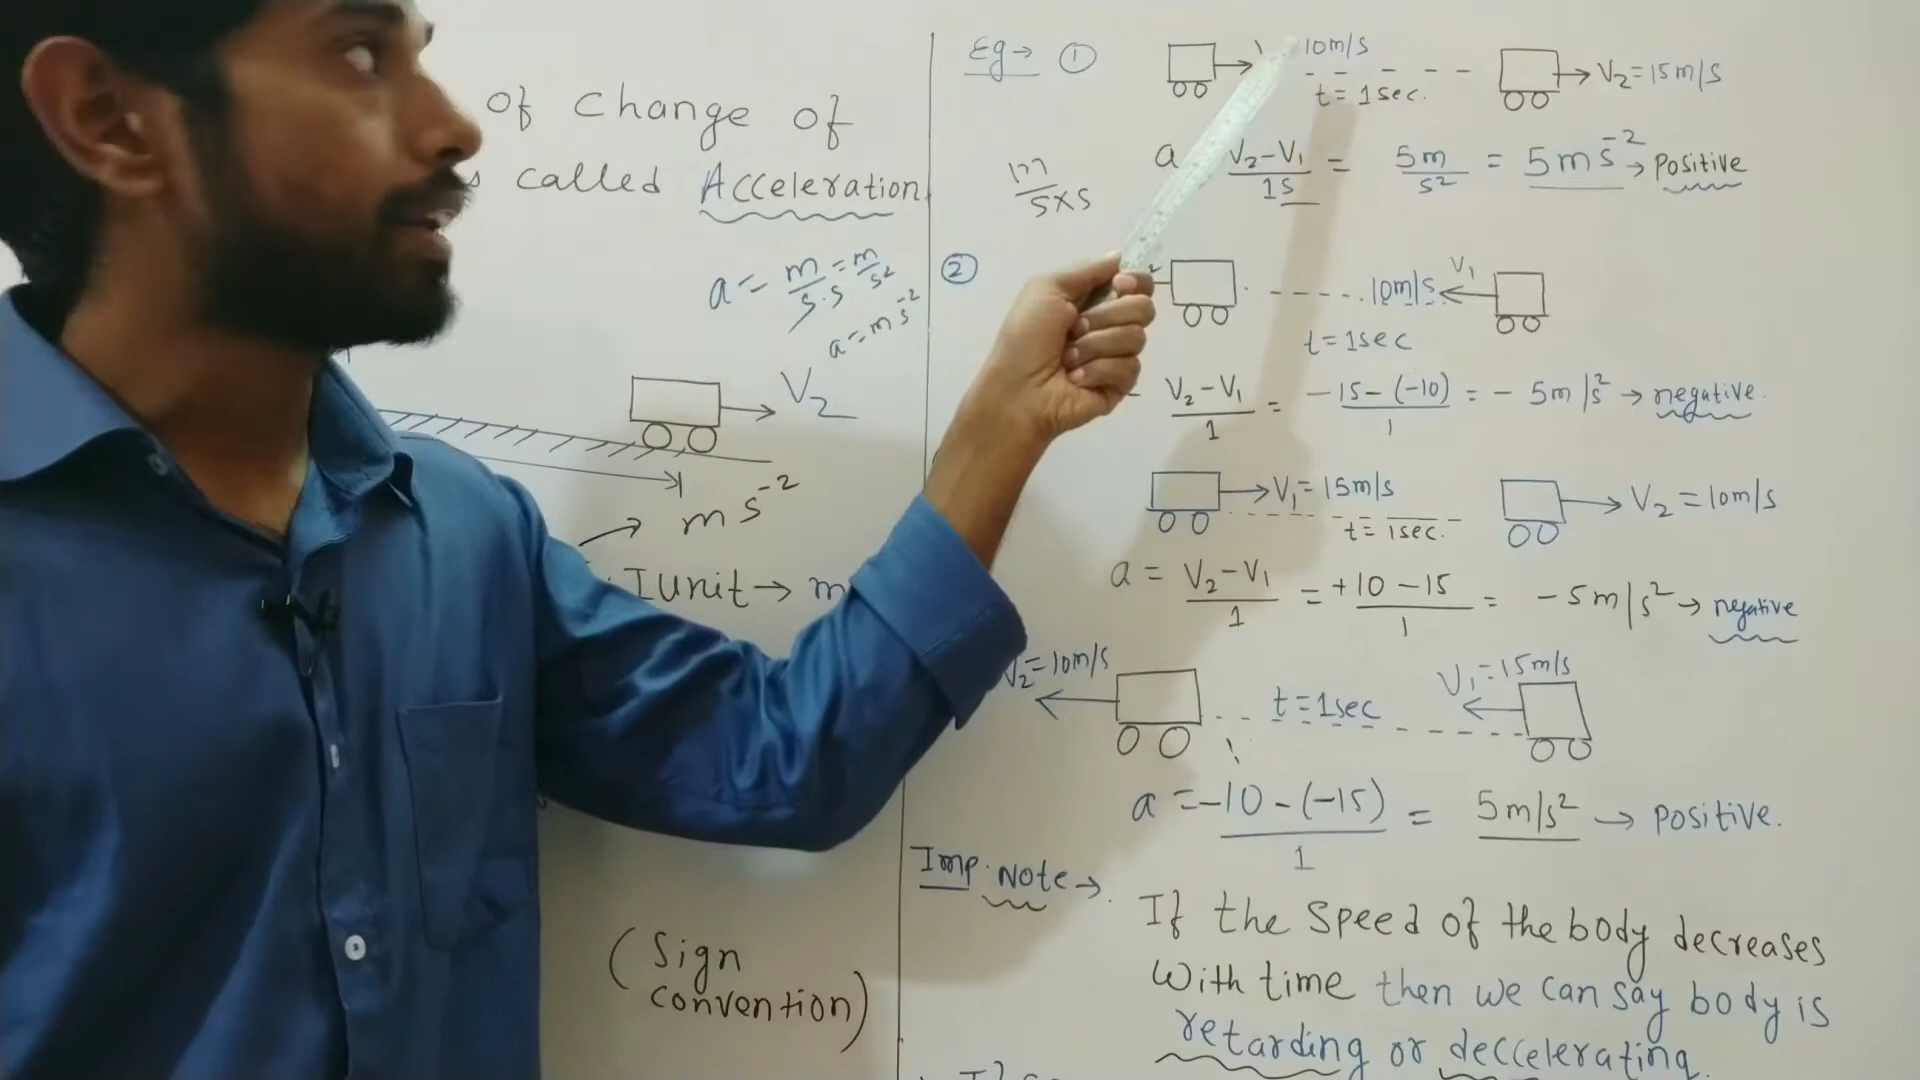 of change of
called Acceleration
a = m/s·s = m/s²
a = ms⁻²
V₂
ms⁻²
Iunit → m
(Sign
convention)
Eg → ①
10m/s
t = 1sec.
V₂ = 15m/s
m/s×s
a V₂-V₁/1s = 5m/s² = 5ms⁻² → Positive
②
10m/s
V₁
t = 1sec
V₂-V₁/1 = -15-(-10)/1 = -5m/s² → negative.
V₁ = 15m/s
t = 1sec.
V₂ = 10m/s
a = V₂-V₁/1 = +10-15/1 = -5m/s² → negative
V₂ = 10m/s
t = 1sec
V₁ = 15m/s
a = -10-(-15)/1 = 5m/s² → Positive.
Imp. Note →
If the speed of the body decreases
with time then we can say body is
retarding or deccelerating.